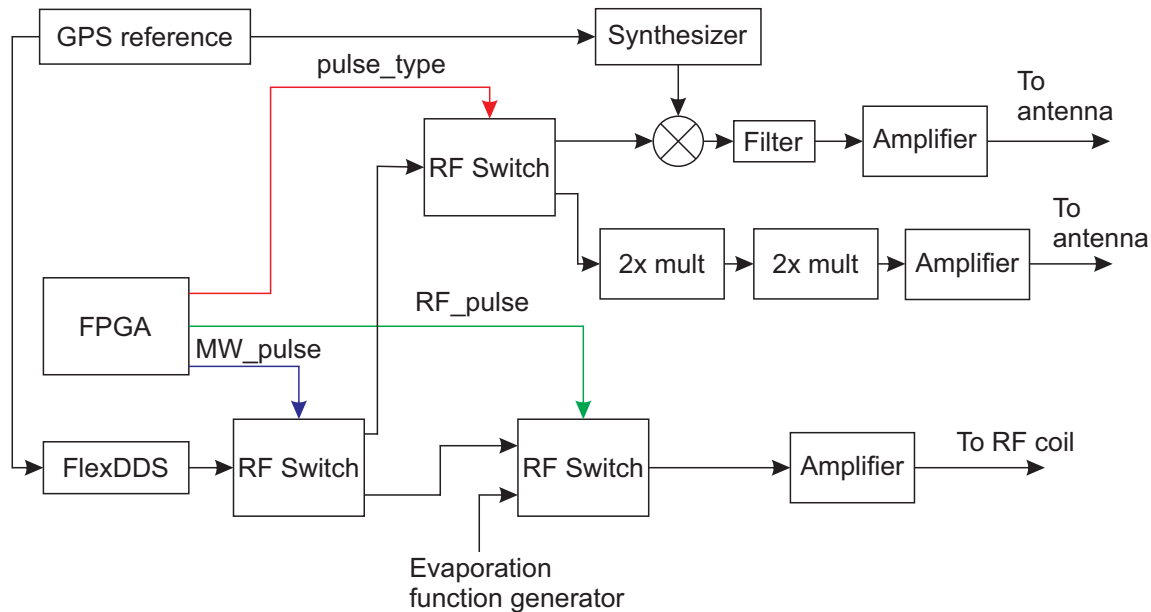 GPS reference
Synthesizer
pulse_type
To
antenna
RF Switch
Filter
Amplifier
To
antenna
2x mult
2x mult
Amplifier
FPGA
RF_pulse
MW_pulse
FlexDDS
RF Switch
RF Switch
Amplifier
To RF coil
Evaporation
function generator